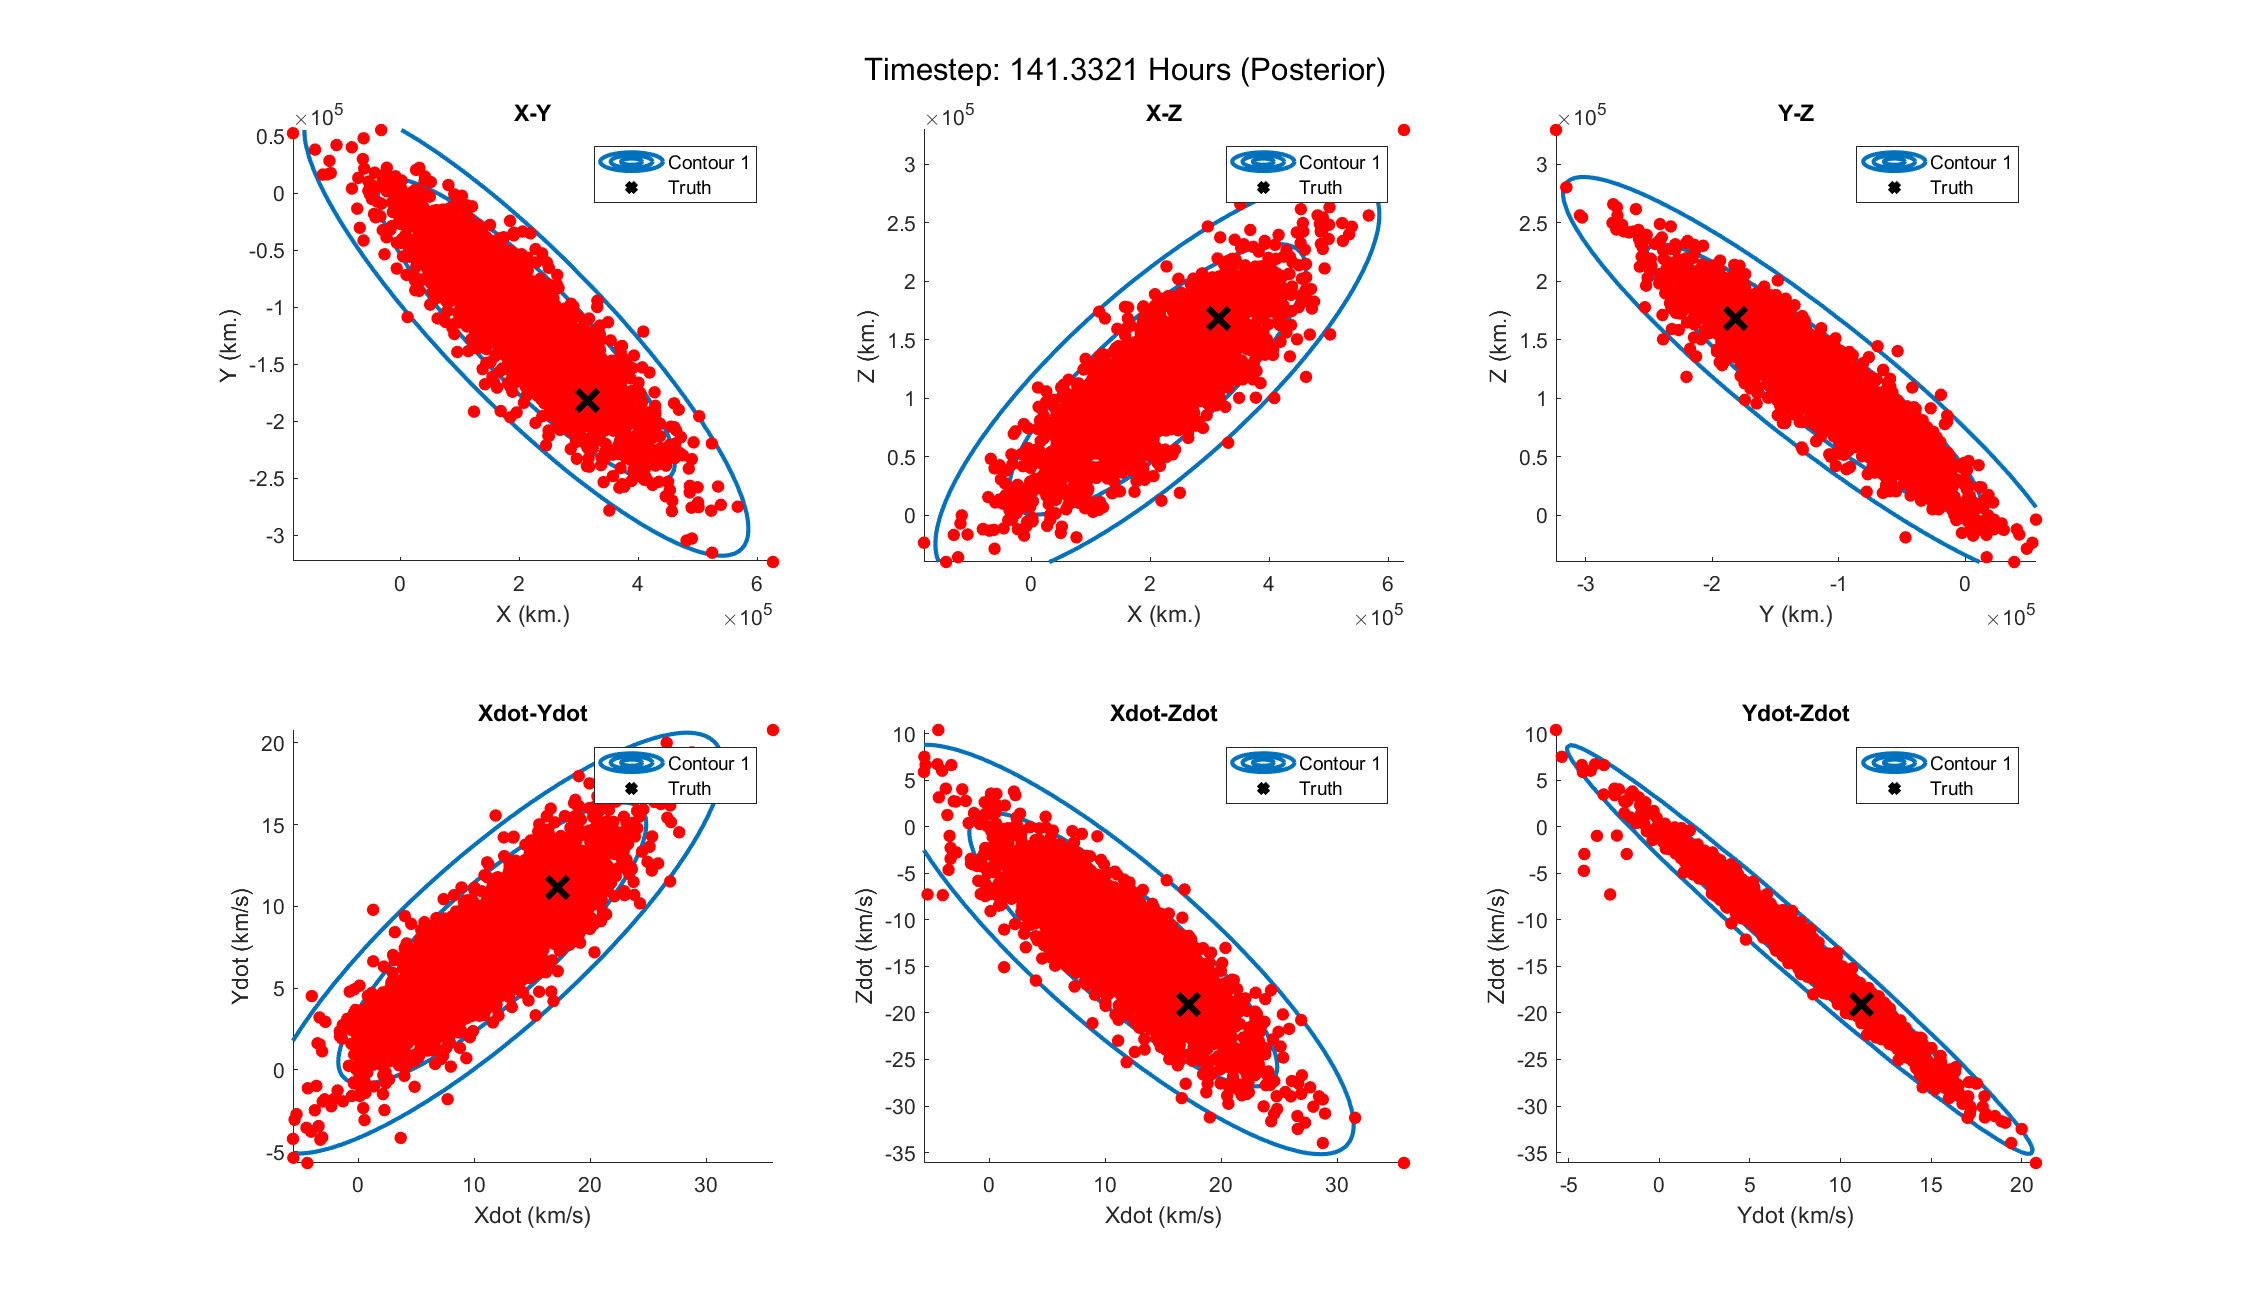 Timestep: 141.3321 Hours (Posterior)
X-Y
×10^5
0.5
0
-0.5
-1
-1.5
-2
-2.5
-3
Y (km.)
0
2
4
6
X (km.)
×10^5
Contour 1
Truth
X-Z
×10^5
3
2.5
2
1.5
1
0.5
0
Z (km.)
0
2
4
6
X (km.)
×10^5
Contour 1
Truth
Y-Z
×10^5
3
2.5
2
1.5
1
0.5
0
Z (km.)
-3
-2
-1
0
Y (km.)
×10^5
Contour 1
Truth
Xdot-Ydot
20
15
10
5
0
-5
Ydot (km/s)
0
10
20
30
Xdot (km/s)
Contour 1
Truth
Xdot-Zdot
10
5
0
-5
-10
-15
-20
-25
-30
-35
Zdot (km/s)
0
10
20
30
Xdot (km/s)
Contour 1
Truth
Ydot-Zdot
10
5
0
-5
-10
-15
-20
-25
-30
-35
Zdot (km/s)
-5
0
5
10
15
20
Ydot (km/s)
Contour 1
Truth